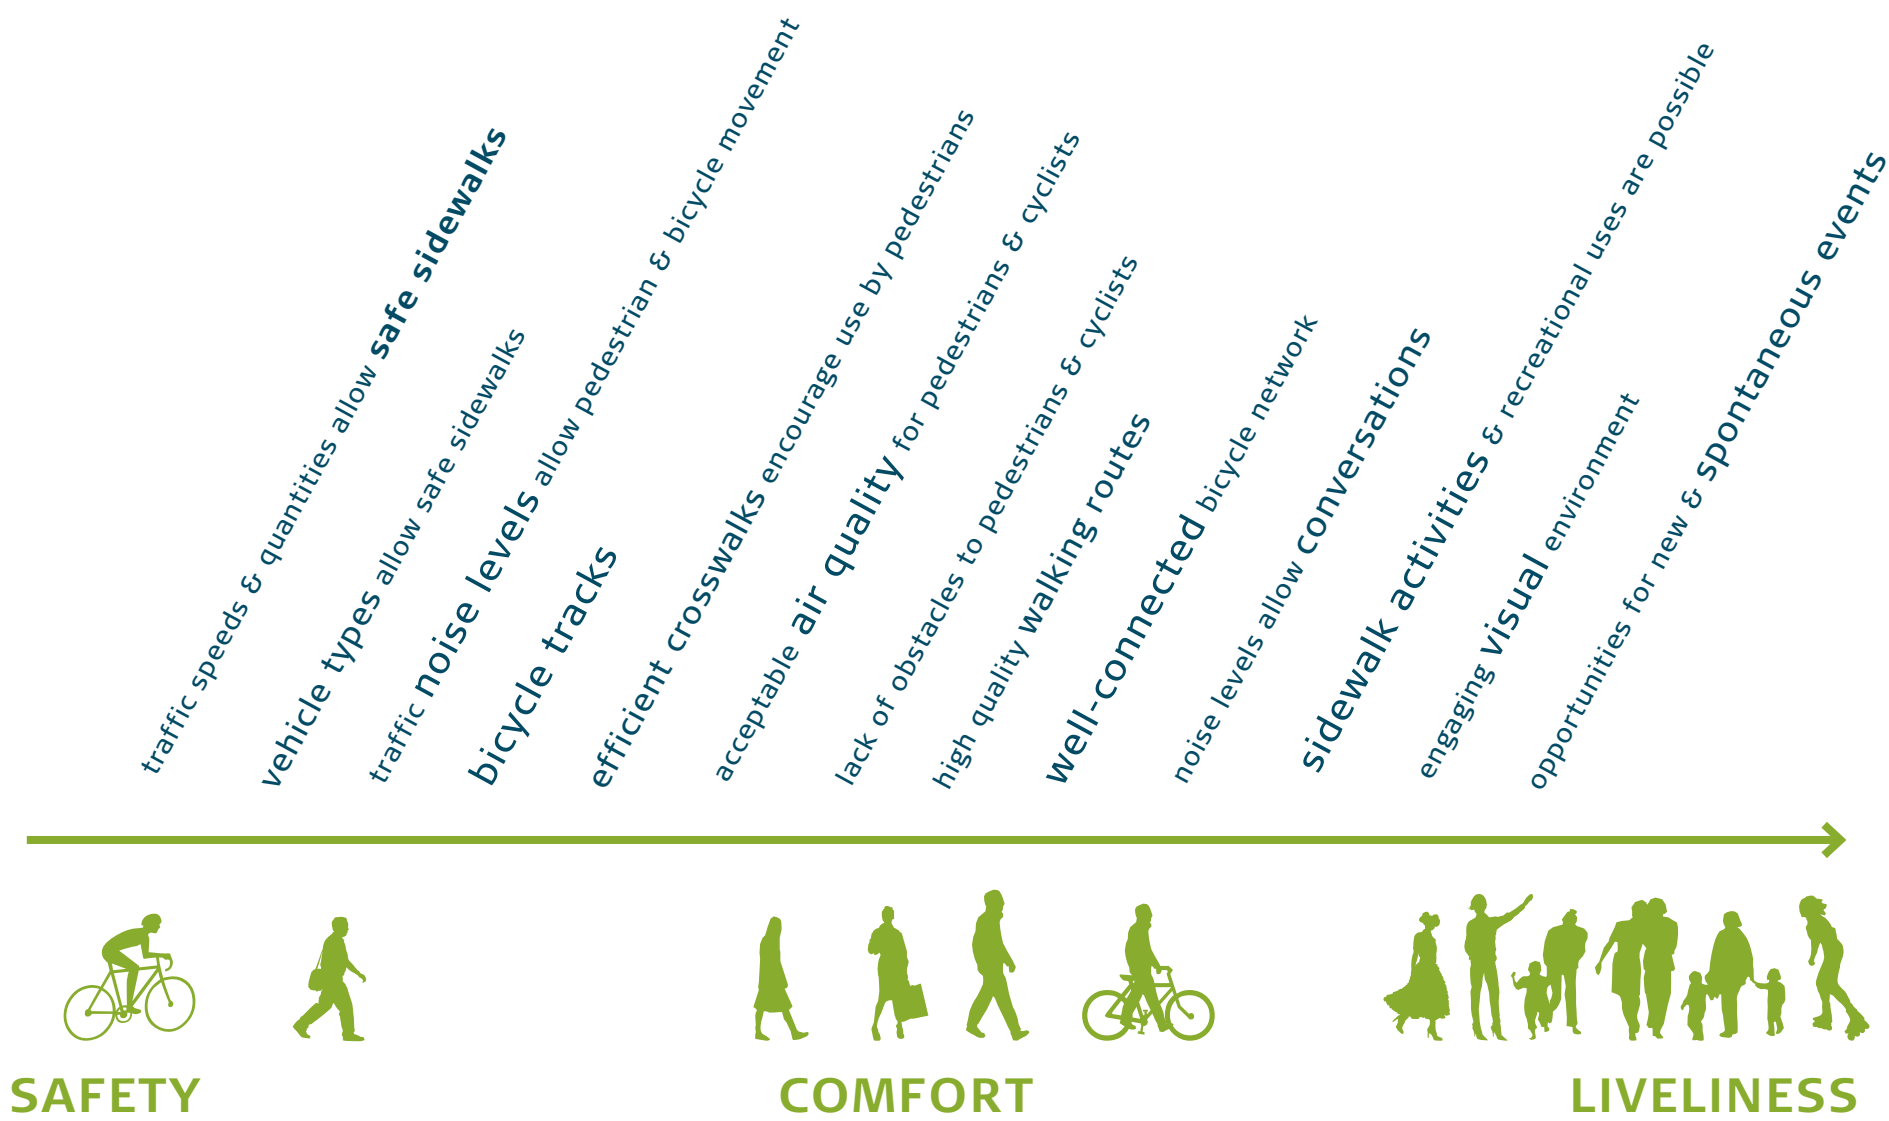 traffic speeds & quantities allow safe sidewalks
vehicle types allow safe sidewalks
traffic noise levels allow pedestrian & bicycle movement
bicycle tracks
efficient crosswalks encourage use by pedestrians
acceptable air quality for pedestrians & cyclists
lack of obstacles to pedestrians & cyclists
high quality walking routes
well-connected bicycle network
noise levels allow conversations
sidewalk activities & recreational uses are possible
engaging visual environment
opportunities for new & spontaneous events
SAFETY
COMFORT
LIVELINESS